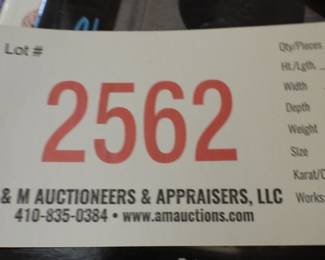 Lot #
2562
& M AUCTIONEERS & APPRAISERS, LLC
410-835-0384 • www.amauctions.com
Qty/Pieces
Ht./Lgth.
Width
Depth
Weight
Size
Karat/C
Works